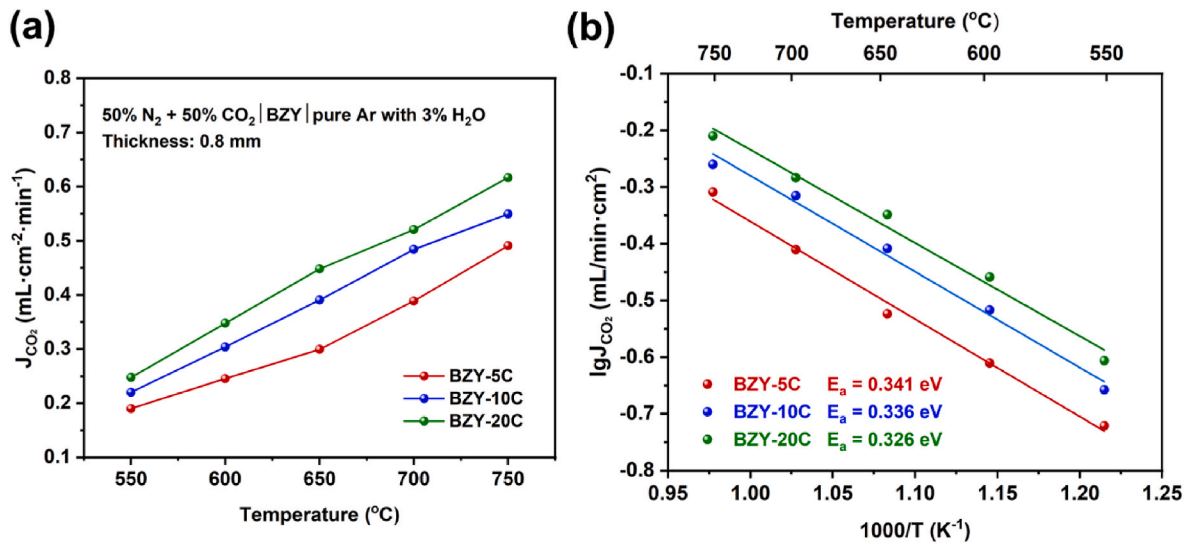 (a)
0.8
0.7
0.6
0.5
0.4
0.3
0.2
0.1
J_CO₂ (mL·cm⁻²·min⁻¹)
50% N₂ + 50% CO₂│BZY│pure Ar with 3% H₂O
Thickness: 0.8 mm
BZY-5C
BZY-10C
BZY-20C
550 600 650 700 750
Temperature (°C)
(b)
Temperature (°C)
750 700 650 600 550
-0.1
-0.2
-0.3
-0.4
-0.5
-0.6
-0.7
-0.8
lgJ_CO₂ (mL/min·cm²)
BZY-5C Eₐ = 0.341 eV
BZY-10C Eₐ = 0.336 eV
BZY-20C Eₐ = 0.326 eV
0.95 1.00 1.05 1.10 1.15 1.20 1.25
1000/T (K⁻¹)